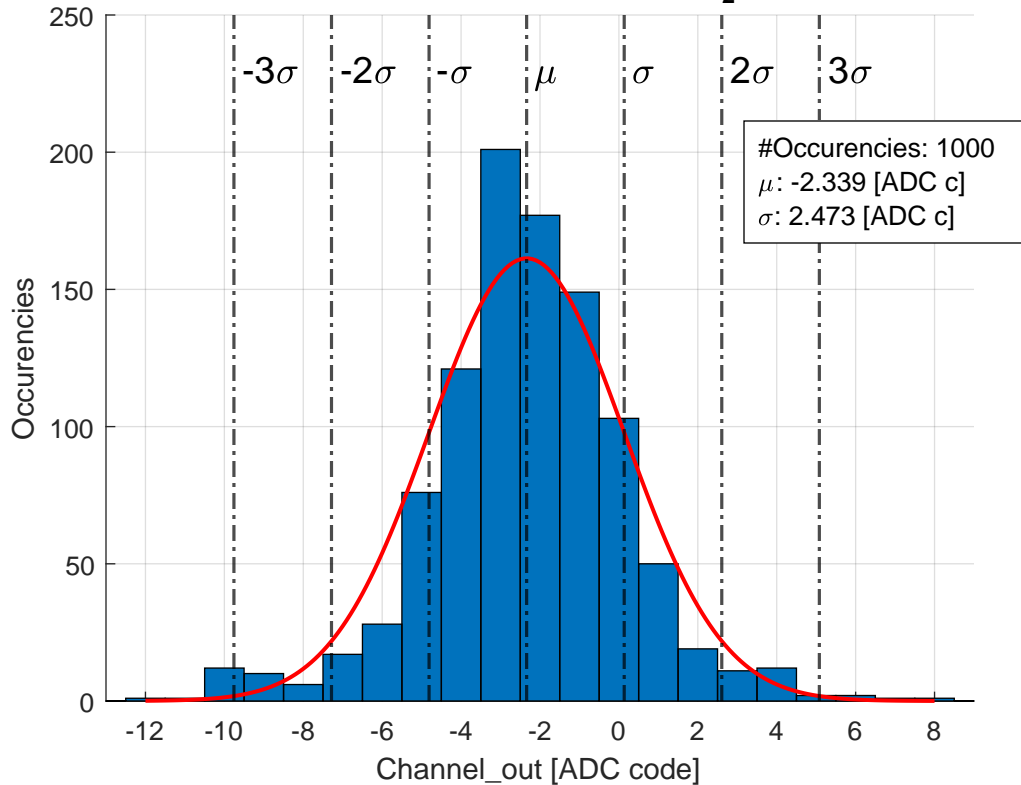 250
-3σ -2σ -σ μ σ 2σ 3σ
#Occurencies: 1000
μ: -2.339 [ADC c]
σ: 2.473 [ADC c]
200
150
100
50
0
Occurencies
-12 -10 -8 -6 -4 -2 0 2 4 6 8
Channel_out [ADC code]